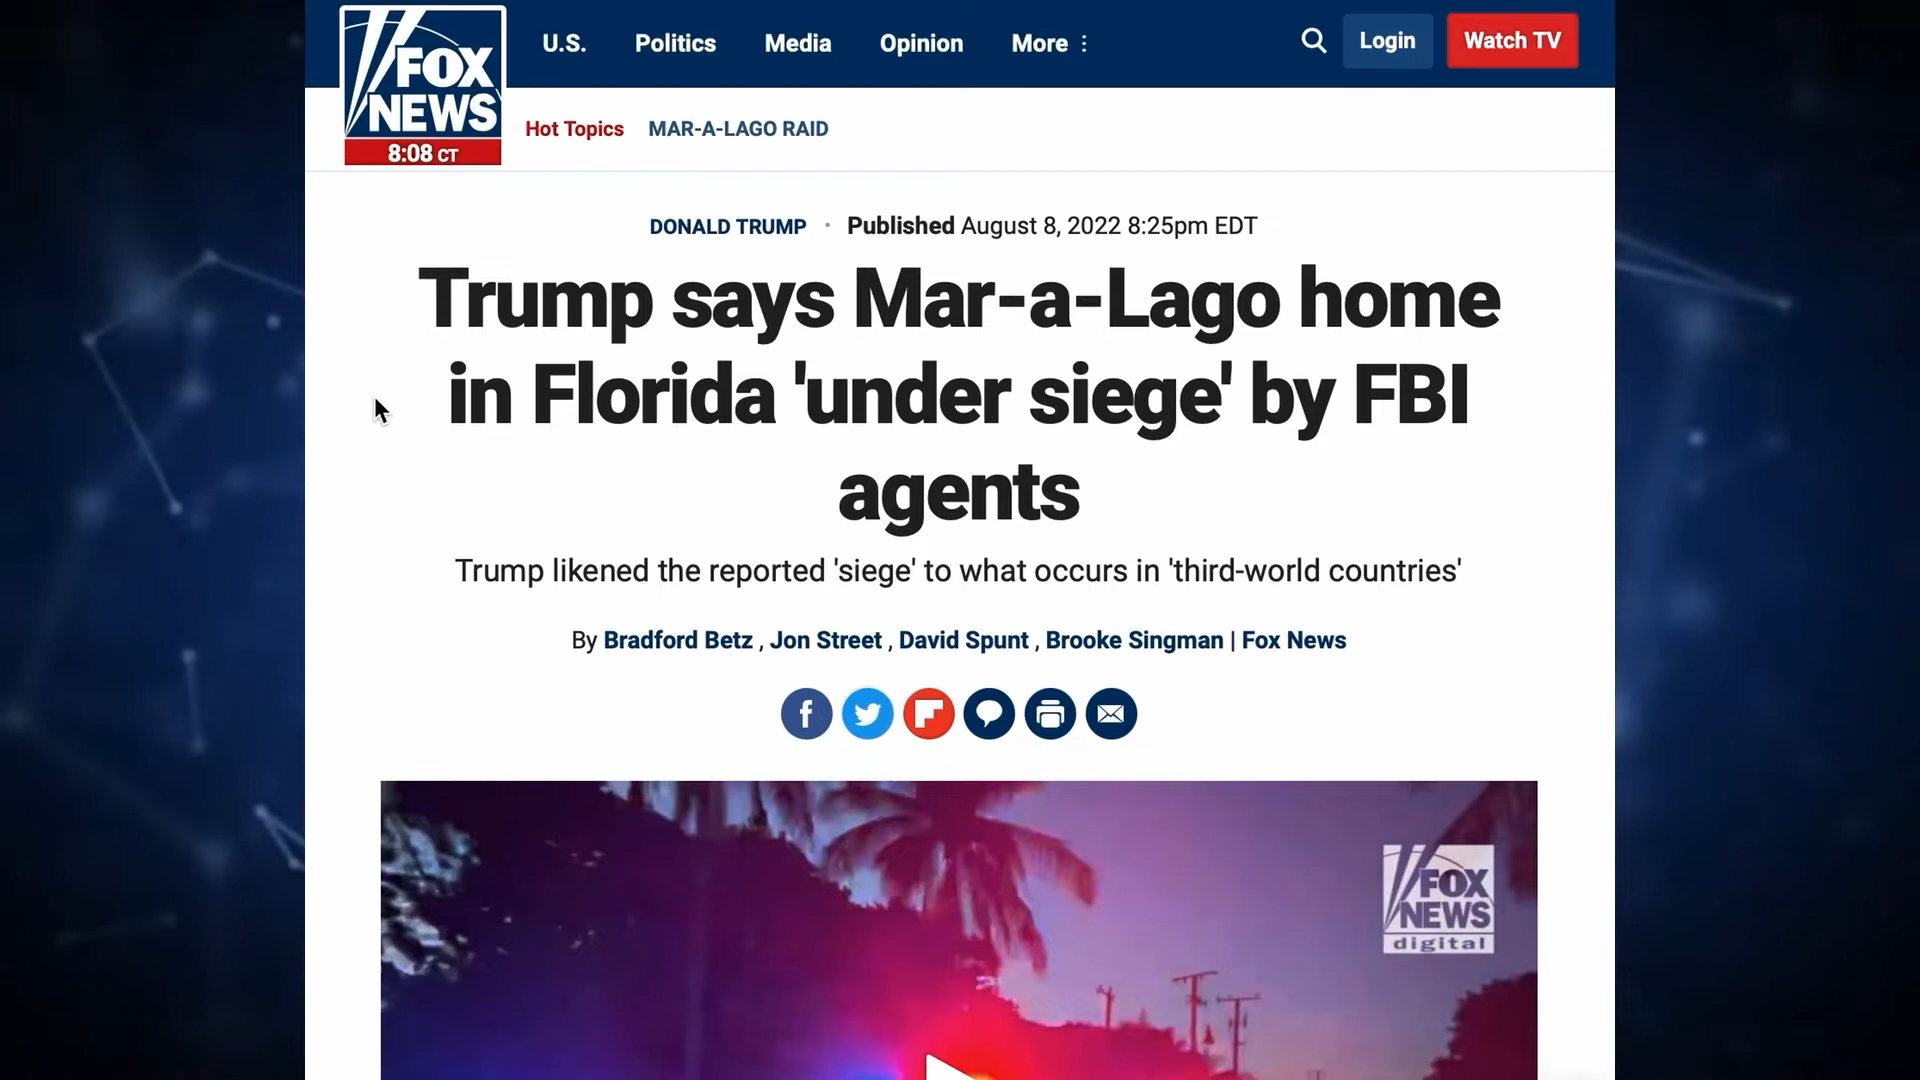 FOX
NEWS
8:08 CT
U.S. Politics Media Opinion More Login Watch TV
Hot Topics MAR-A-LAGO RAID
DONALD TRUMP · Published August 8, 2022 8:25pm EDT
Trump says Mar-a-Lago home
in Florida 'under siege' by FBI
agents
Trump likened the reported 'siege' to what occurs in 'third-world countries'
By Bradford Betz , Jon Street , David Spunt , Brooke Singman | Fox News
FOX
NEWS
digital